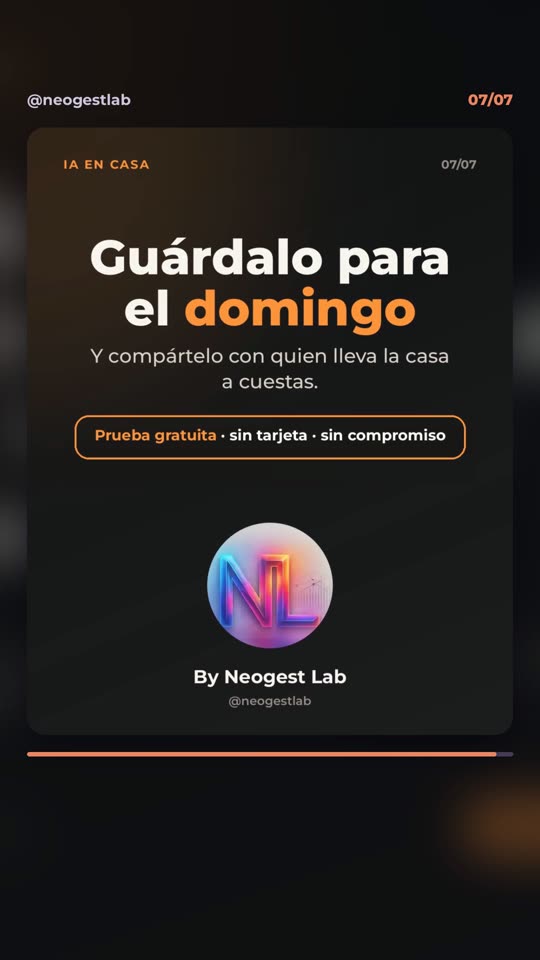 @neogestlab
07/07
IA EN CASA
07/07
Guárdalo para
el domingo
Y compártelo con quien lleva la casa
a cuestas.
Prueba gratuita · sin tarjeta · sin compromiso
NL
By Neogest Lab
@neogestlab